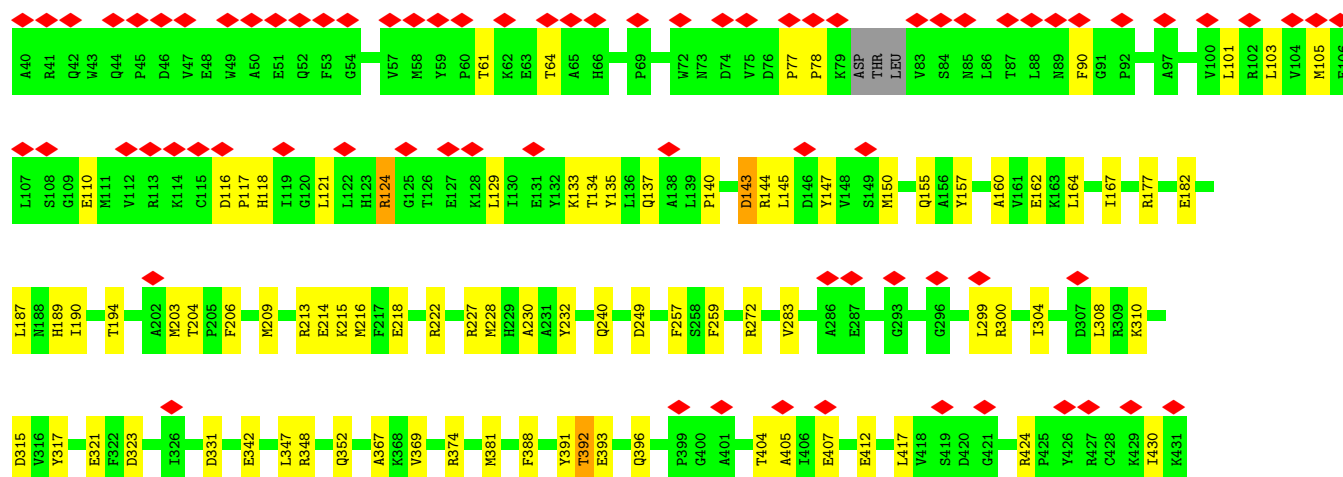 A40 R41 Q42 W43 Q44 P45 D46 V47 E48 W49 A50 E51 Q52 F53 G54 V57 M58 Y59 P60 T61 K62 E63 T64 A65 H66 P69 W72 N73 D74 V75 D76 P77 P78 K79 ASP THR LEU V83 S84 N85 L86 T87 L88 N89 F90 G91 P92 A97 V100 L101 R102 L103 V104 M105
L107 S108 G109 E110 M111 V112 R113 K114 C115 D116 P117 H118 I119 G120 L121 L122 H123 R124 G125 T126 E127 K128 L129 I130 E131 Y132 K133 T134 Y135 L136 Q137 A138 L139 P140 D143 R144 L145 D146 Y147 V148 S149 M150 Q155 A156 Y157 A160 V161 E162 K163 L164 I167 R177 E182
L187 N188 H189 I190 T194 A202 M203 T204 P205 F206 M209 R213 E214 K215 M216 F217 E218 R222 R227 M228 H229 A230 A231 Y232 Q240 D249 F257 S258 F259 R272 V283 A286 E287 G293 G296 L299 R300 I304 D307 L308 R309 K310
D315 V316 Y317 E321 F322 D323 I326 D331 E342 L347 R348 Q352 A367 K368 V369 R374 M381 F388 Y391 T392 E393 Q396 P399 G400 A401 T404 A405 I406 E407 E412 L417 V418 S419 D420 G421 R424 P425 Y426 R427 C428 K429 I430 K431